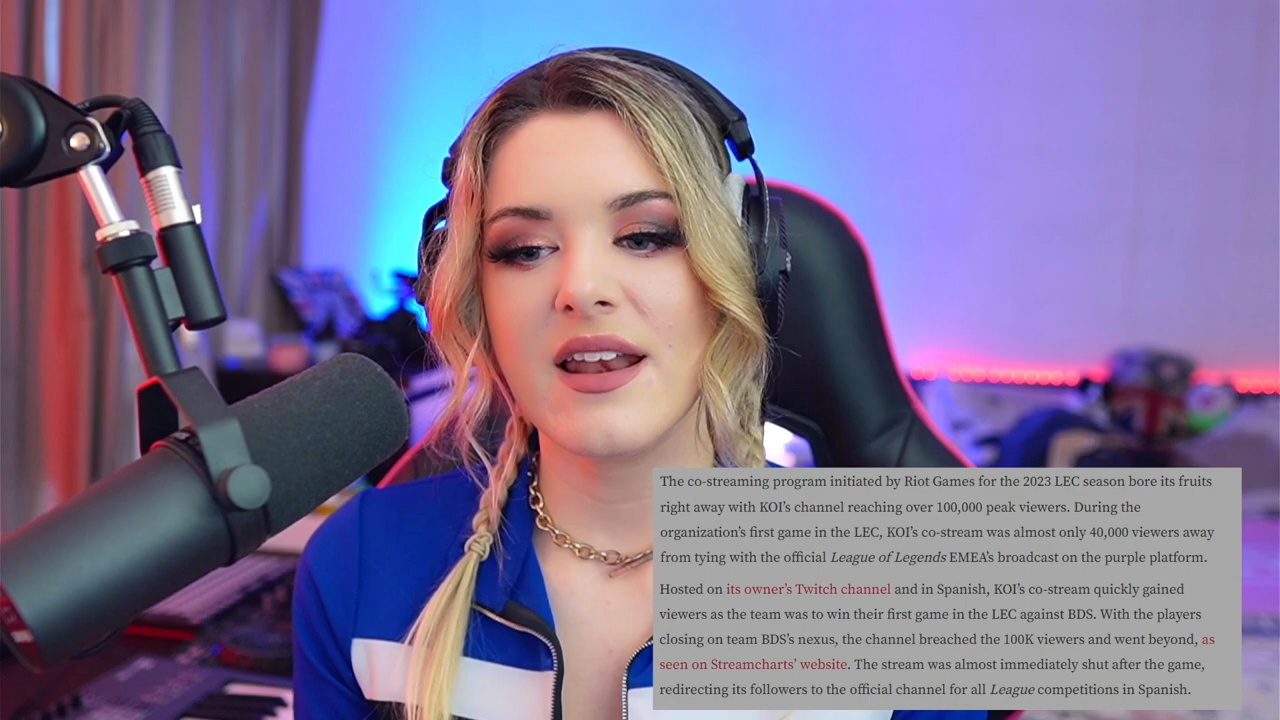 The co-streaming program initiated by Riot Games for the 2023 LEC season bore its fruits
right away with KOI’s channel reaching over 100,000 peak viewers. During the
organization’s first game in the LEC, KOI’s co-stream was almost only 40,000 viewers away
from tying with the official League of Legends EMEA’s broadcast on the purple platform.
Hosted on its owner’s Twitch channel and in Spanish, KOI’s co-stream quickly gained
viewers as the team was to win their first game in the LEC against BDS. With the players
closing on team BDS’s nexus, the channel breached the 100K viewers and went beyond, as
seen on Streamcharts’ website. The stream was almost immediately shut after the game,
redirecting its followers to the official channel for all League competitions in Spanish.